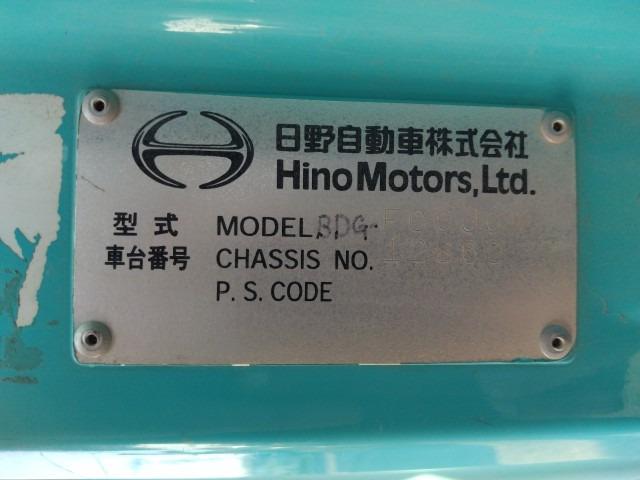 日野自動車株式会社
Hino Motors, Ltd.
型式 MODEL BDG-
車台番号 CHASSIS NO.
P. S. CODE